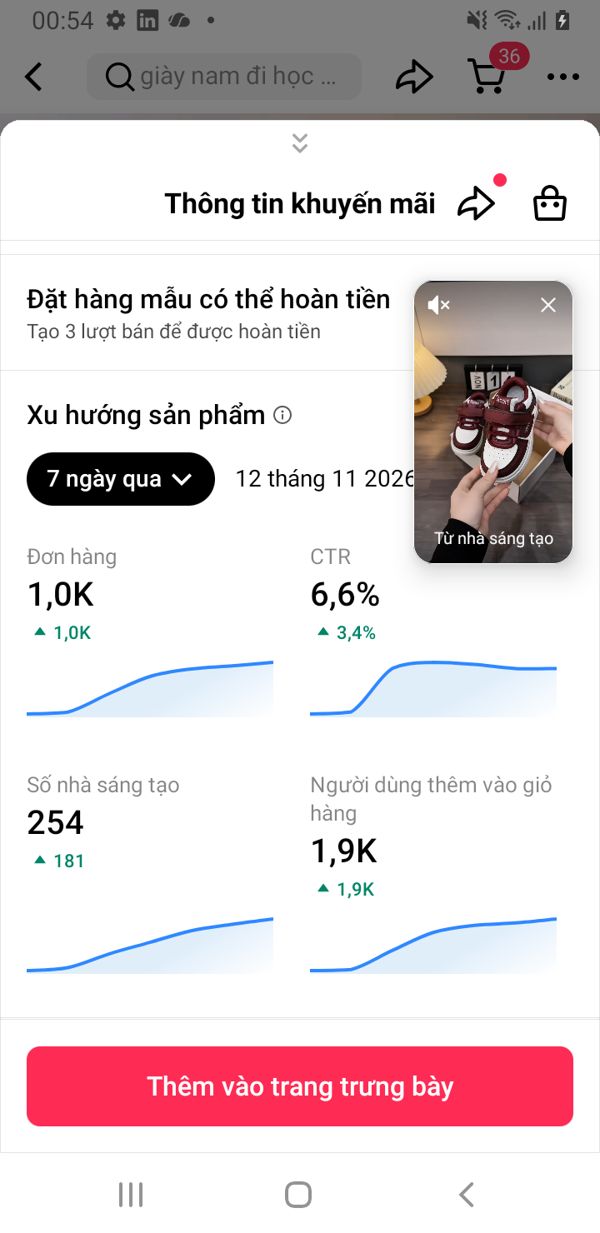 00:54
36
giày nam đi học ...
Thông tin khuyến mãi
Đặt hàng mẫu có thể hoàn tiền
Tạo 3 lượt bán để được hoàn tiền
Xu hướng sản phẩm
7 ngày qua
12 tháng 11 2026
NOV 1
Từ nhà sáng tạo
Đơn hàng
1,0K
1,0K
CTR
6,6%
3,4%
Số nhà sáng tạo
254
181
Người dùng thêm vào giỏ
hàng
1,9K
1,9K
Thêm vào trang trưng bày